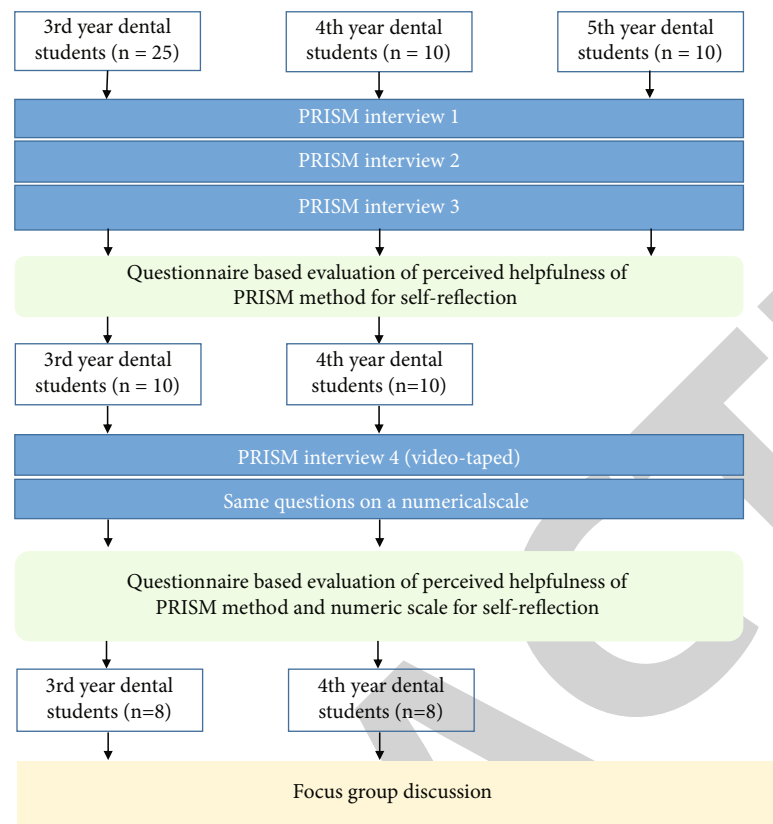 3rd year dental
students (n = 25)
4th year dental
students (n = 10)
5th year dental
students (n = 10)
PRISM interview 1
PRISM interview 2
PRISM interview 3
Questionnaire based evaluation of perceived helpfulness of
PRISM method for self-reflection
3rd year dental
students (n = 10)
4th year dental
students (n=10)
PRISM interview 4 (video-taped)
Same questions on a numericalscale
Questionnaire based evaluation of perceived helpfulness of
PRISM method and numeric scale for self-reflection
3rd year dental
students (n=8)
4th year dental
students (n=8)
Focus group discussion